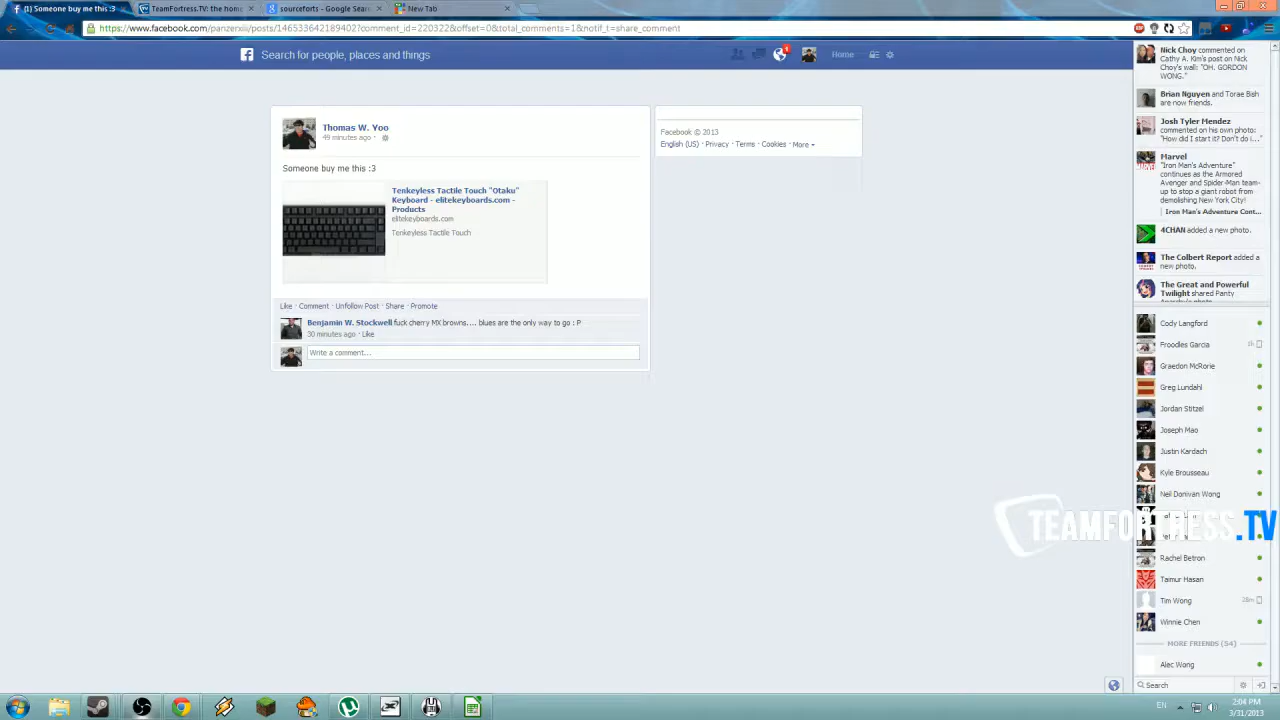 (1) Someone buy me this :3
TeamFortress.TV: the hom
sourceforts - Google Sear
New Tab
https://www.facebook.com/panzerxiii/posts/146533642189402?comment_id=220322&offset=0&total_comments=1&notif_t=share_comment
Search for people, places and things
1
Home
Thomas W. Yoo
49 minutes ago ·
Someone buy me this :3
Tenkeyless Tactile Touch "Otaku"
Keyboard - elitekeyboards.com -
Products
elitekeyboards.com
Tenkeyless Tactile Touch
Like · Comment · Unfollow Post · Share · Promote
Benjamin W. Stockwell fuck cherry MX browns.... blues are the only way to go : P
30 minutes ago · Like
Write a comment...
Facebook © 2013
English (US) · Privacy · Terms · Cookies · More
Nick Choy commented on
Cathy A. Kim's post on Nick
Choy's wall: "OH. GORDON
WONG."
Brian Nguyen and Torae Bish
are now friends.
Josh Tyler Mendez
commented on his own photo:
"How did I start it? Don't do i..."
Marvel
"Iron Man's Adventure"
continues as the Armored
Avenger and Spider-Man team-
up to stop a giant robot from
demolishing New York City!
Iron Man's Adventure Cont...
4CHAN added a new photo.
The Colbert Report added a
new photo.
The Great and Powerful
Twilight shared Panty
Cody Langford
Froodles Garcia
1h
Graedon McRorie
Greg Lundahl
Jordan Stitzel
Joseph Mao
Justin Kardach
Kyle Brousseau
Neil Donivan Wong
TEAMFORTRESS.TV
Rachel Betron
Taimur Hasan
Tim Wong
28m
Winnie Chen
MORE FRIENDS (54)
Alec Wong
Search
EN
2:04 PM
3/31/2013